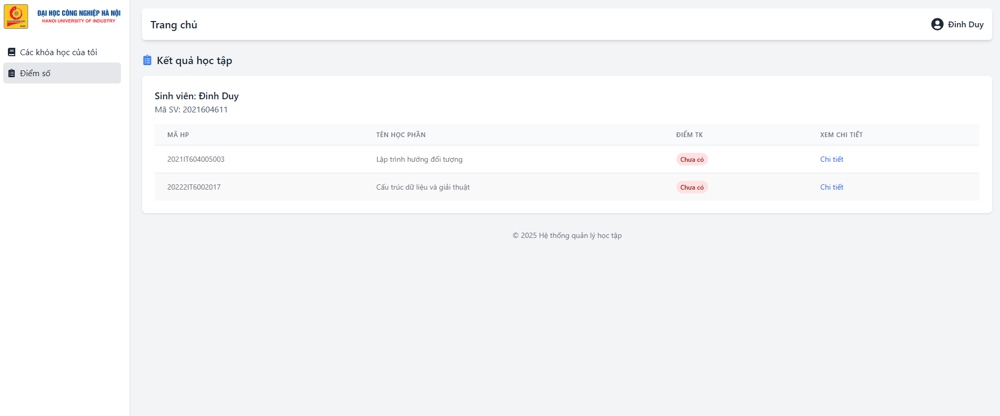 ĐẠI HỌC CÔNG NGHIỆP HÀ NỘI
HANOI UNIVERSITY OF INDUSTRY
Các khóa học của tôi
Điểm số
Trang chủ
Đinh Duy
Kết quả học tập
Sinh viên: Đinh Duy
Mã SV: 2021604611
MÃ HP TÊN HỌC PHẦN ĐIỂM TK XEM CHI TIẾT
2021IT604005003 Lập trình hướng đối tượng Chưa có Chi tiết
20222IT6002017 Cấu trúc dữ liệu và giải thuật Chưa có Chi tiết
© 2025 Hệ thống quản lý học tập